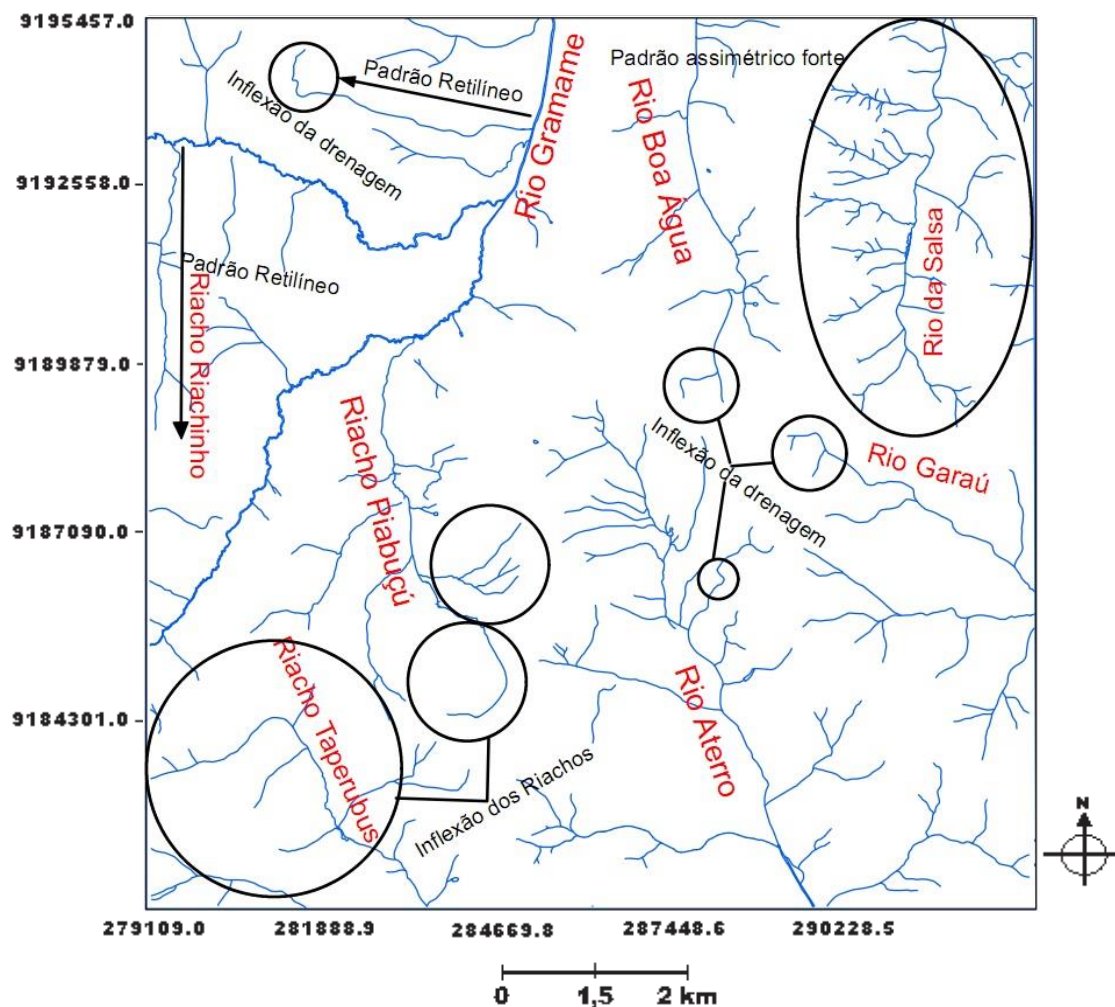 9195457.0
Padrão assimétrico forte
Padrão Retilíneo
Inflexão da drenagem
Rio Gramame
Rio Boa Água
9192558.0
Rio da Salsa
Padrão Retilíneo
Riacho Riachinho
9189879.0
Riacho Piabuçú
Inflexão da drenagem
Rio Garaú
9187090.0
Riacho Taperubus
Rio Aterro
9184301.0
Inflexão dos Riachos
N
279109.0
281888.9
284669.8
287448.6
290228.5
0
1,5
2 km